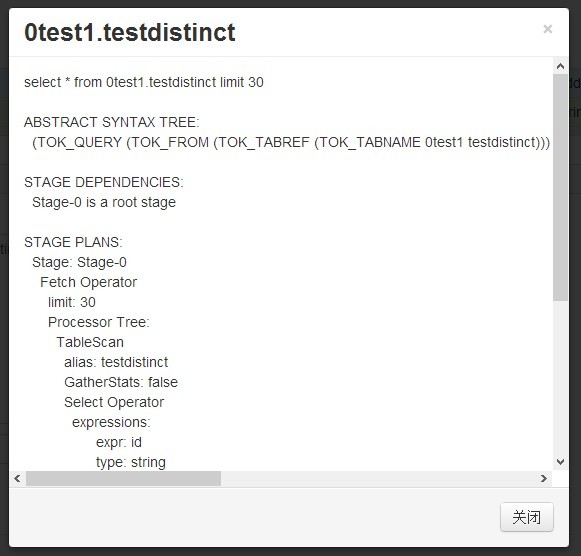 0test1.testdistinct
×
select * from 0test1.testdistinct limit 30
ABSTRACT SYNTAX TREE:
(TOK_QUERY (TOK_FROM (TOK_TABREF (TOK_TABNAME 0test1 testdistinct)))
STAGE DEPENDENCIES:
Stage-0 is a root stage
STAGE PLANS:
Stage: Stage-0
Fetch Operator
limit: 30
Processor Tree:
TableScan
alias: testdistinct
GatherStats: false
Select Operator
expressions:
expr: id
type: string
关闭